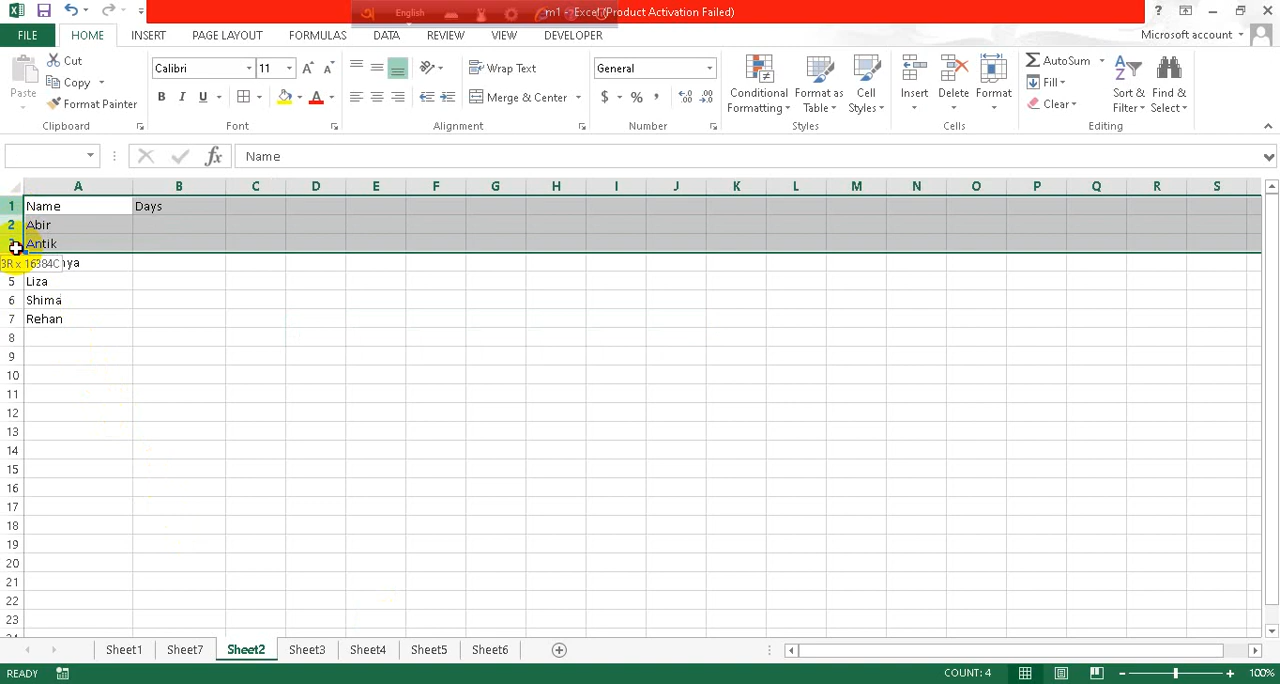 English
m1 - Excel (Product Activation Failed)
?
FILE HOME INSERT PAGE LAYOUT FORMULAS DATA REVIEW VIEW DEVELOPER Microsoft account
Paste
Cut
Copy
Format Painter
Clipboard
Calibri 11
B I U
Font
Wrap Text
Merge & Center
Alignment
General
$ % ,
Number
Conditional Formatting
Format as Table
Cell Styles
Styles
Insert
Delete
Format
Cells
AutoSum
Fill
Clear
Sort & Filter
Find & Select
Editing
fx Name
A B C D E F G H I J K L M N O P Q R S
1 Name Days
2 Abir
3 Antik
3R x 16384C
5 Liza
6 Shima
7 Rehan
8
9
10
11
12
13
14
15
16
17
18
19
20
21
22
23
Sheet1 Sheet7 Sheet2 Sheet3 Sheet4 Sheet5 Sheet6
READY COUNT: 4 100%